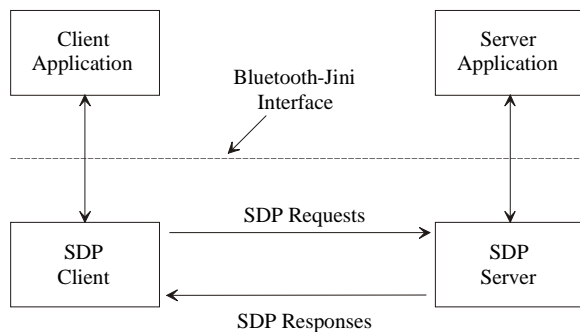 Client
Application
Server
Application
Bluetooth-Jini
Interface
SDP Requests
SDP
Client
SDP
Server
SDP Responses